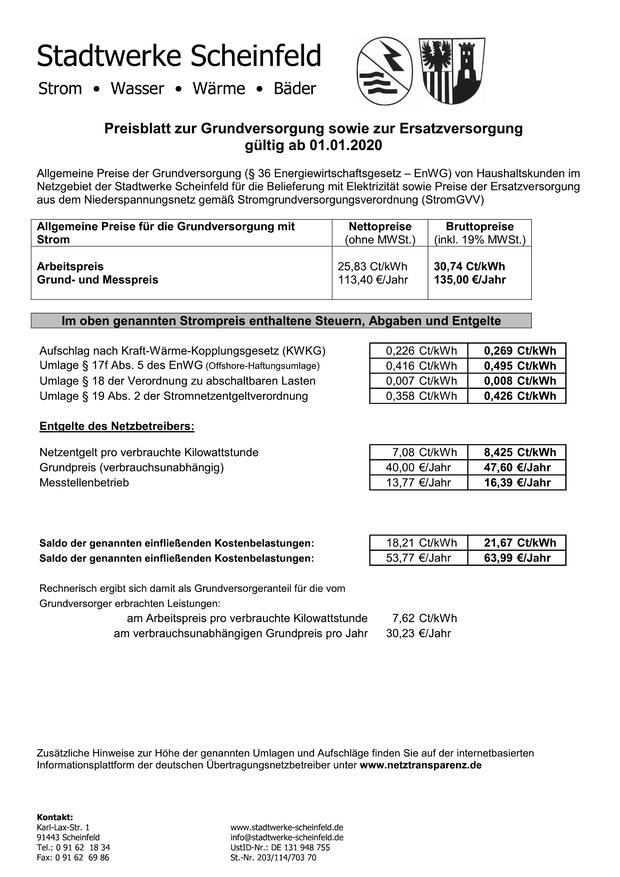 Stadtwerke Scheinfeld
Strom • Wasser • Wärme • Bäder
Preisblatt zur Grundversorgung sowie zur Ersatzversorgung
gültig ab 01.01.2020
Allgemeine Preise der Grundversorgung (§ 36 Energiewirtschaftsgesetz – EnWG) von Haushaltskunden im
Netzgebiet der Stadtwerke Scheinfeld für die Belieferung mit Elektrizität sowie Preise der Ersatzversorgung
aus dem Niederspannungsnetz gemäß Stromgrundversorgungsverordnung (StromGVV)
Allgemeine Preise für die Grundversorgung mit Nettopreise Bruttopreise
Strom (ohne MWSt.) (inkl. 19% MWSt.)
Arbeitspreis 25,83 Ct/kWh 30,74 Ct/kWh
Grund- und Messpreis 113,40 €/Jahr 135,00 €/Jahr
Im oben genannten Strompreis enthaltene Steuern, Abgaben und Entgelte
Aufschlag nach Kraft-Wärme-Kopplungsgesetz (KWKG) 0,226 Ct/kWh 0,269 Ct/kWh
Umlage § 17f Abs. 5 des EnWG (Offshore-Haftungsumlage) 0,416 Ct/kWh 0,495 Ct/kWh
Umlage § 18 der Verordnung zu abschaltbaren Lasten 0,007 Ct/kWh 0,008 Ct/kWh
Umlage § 19 Abs. 2 der Stromnetzentgeltverordnung 0,358 Ct/kWh 0,426 Ct/kWh
Entgelte des Netzbetreibers:
Netzentgelt pro verbrauchte Kilowattstunde 7,08 Ct/kWh 8,425 Ct/kWh
Grundpreis (verbrauchsunabhängig) 40,00 €/Jahr 47,60 €/Jahr
Messtellenbetrieb 13,77 €/Jahr 16,39 €/Jahr
Saldo der genannten einfließenden Kostenbelastungen: 18,21 Ct/kWh 21,67 Ct/kWh
Saldo der genannten einfließenden Kostenbelastungen: 53,77 €/Jahr 63,99 €/Jahr
Rechnerisch ergibt sich damit als Grundversorgeranteil für die vom
Grundversorger erbrachten Leistungen:
am Arbeitspreis pro verbrauchte Kilowattstunde 7,62 Ct/kWh
am verbrauchsunabhängigen Grundpreis pro Jahr 30,23 €/Jahr
Zusätzliche Hinweise zur Höhe der genannten Umlagen und Aufschläge finden Sie auf der internetbasierten
Informationsplattform der deutschen Übertragungsnetzbetreiber unter www.netztransparenz.de
Kontakt:
Karl-Lax-Str. 1 www.stadtwerke-scheinfeld.de
91443 Scheinfeld info@stadtwerke-scheinfeld.de
Tel.: 0 91 62 18 34 UstID-Nr.: DE 131 948 755
Fax: 0 91 62 69 86 St.-Nr. 203/114/703 70